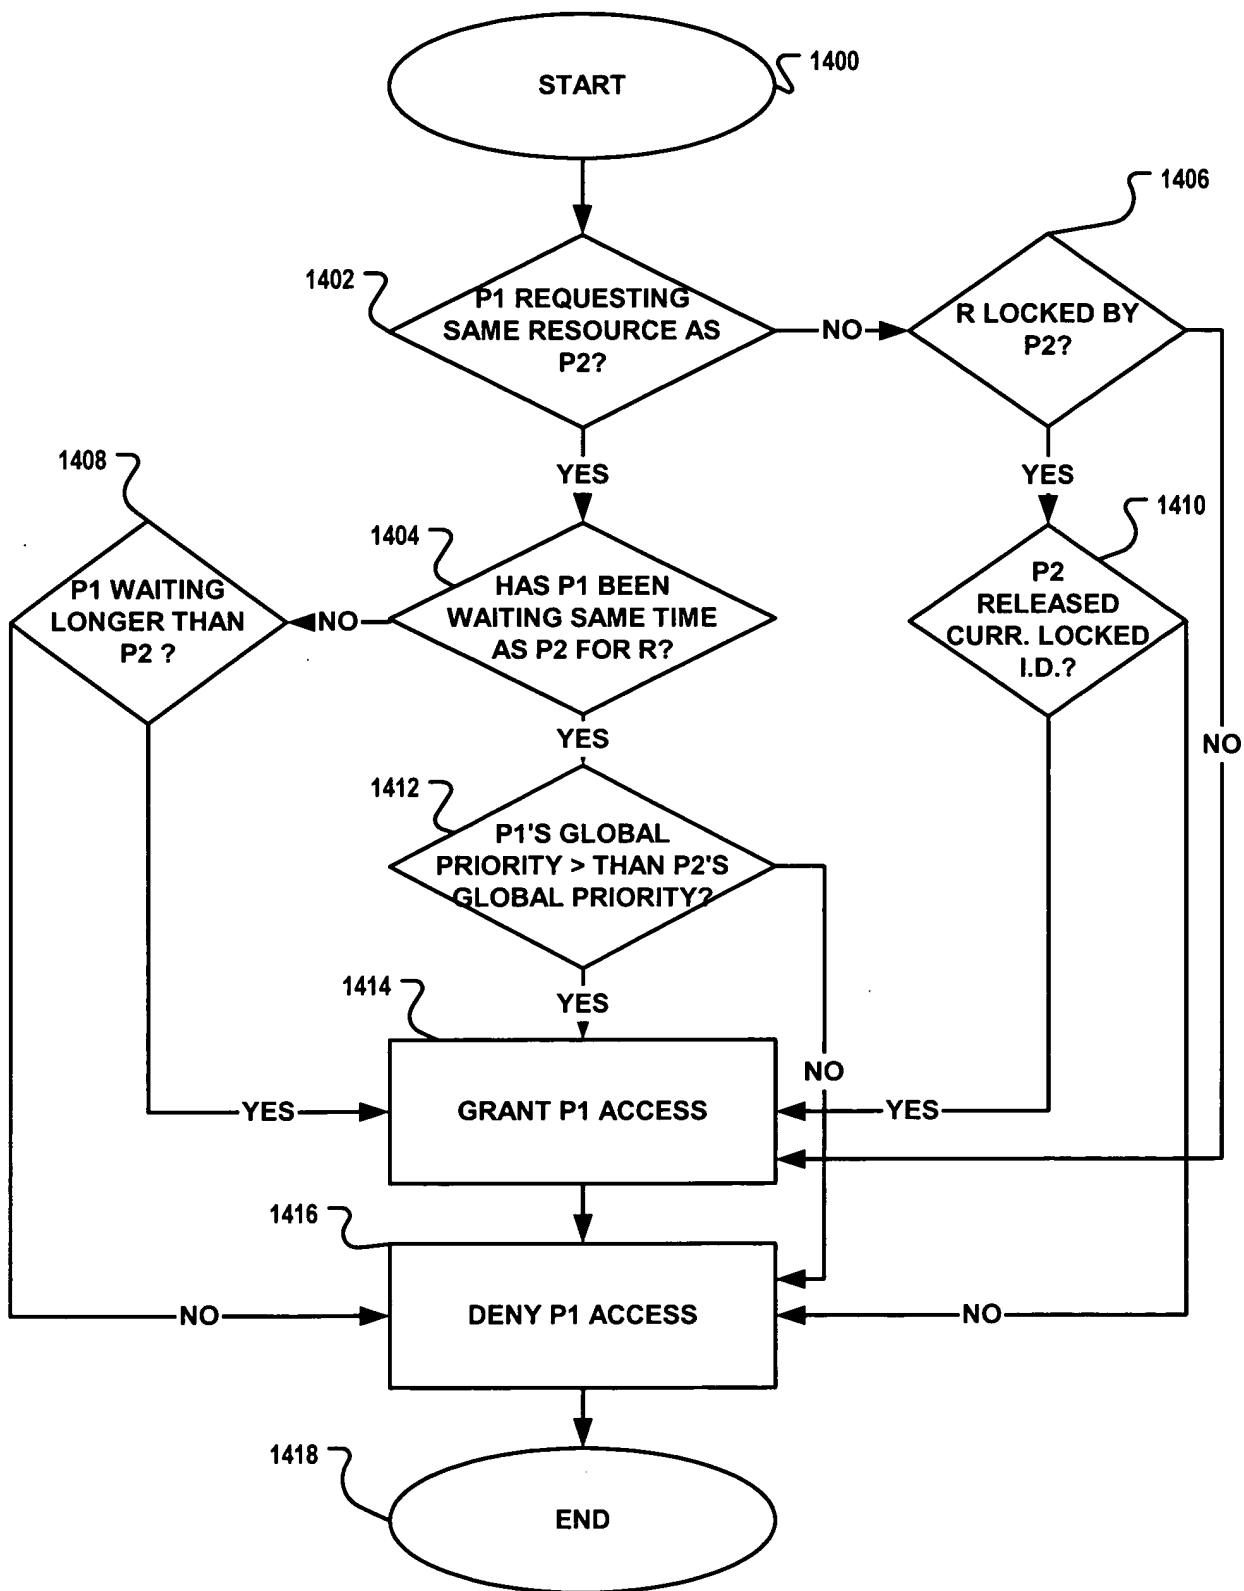 START
1400
1406
1402
P1 REQUESTING
SAME RESOURCE AS
P2?
NO
R LOCKED BY
P2?
YES
YES
1408
1404
1410
P1 WAITING
LONGER THAN
P2 ?
NO
HAS P1 BEEN
WAITING SAME TIME
AS P2 FOR R?
P2
RELEASED
CURR. LOCKED
I.D.?
YES
NO
1412
P1'S GLOBAL
PRIORITY > THAN P2'S
GLOBAL PRIORITY?
1414
YES
NO
YES
GRANT P1 ACCESS
YES
1416
NO
DENY P1 ACCESS
NO
1418
END